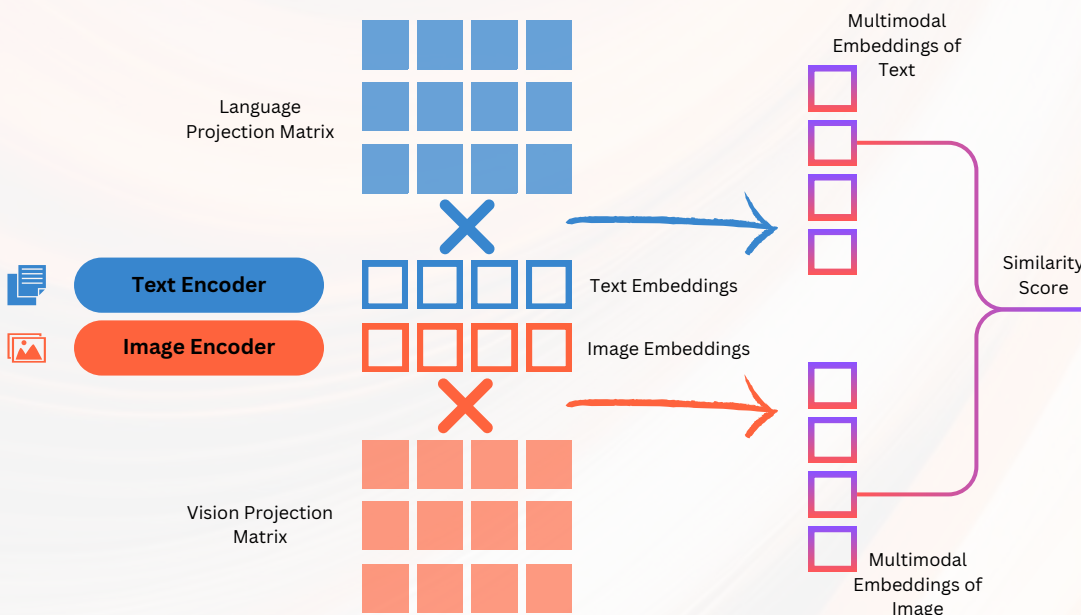 Multimodal
Embeddings of
Text
Language
Projection Matrix
Text Encoder
Text Embeddings
Similarity
Score
Image Encoder
Image Embeddings
Vision Projection
Matrix
Multimodal
Embeddings of
Image